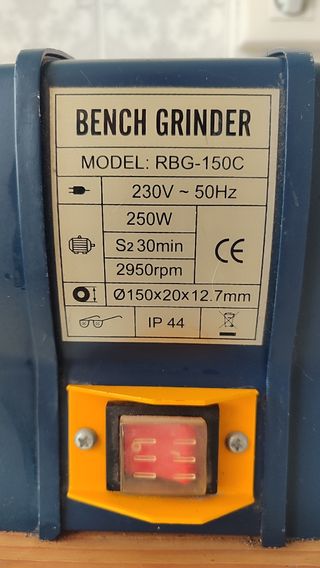 BENCH GRINDER
MODEL: RBG-150C
230V ~ 50Hz
250W
S2 30min
CE
2950rpm
Ø150x20x12.7mm
IP 44